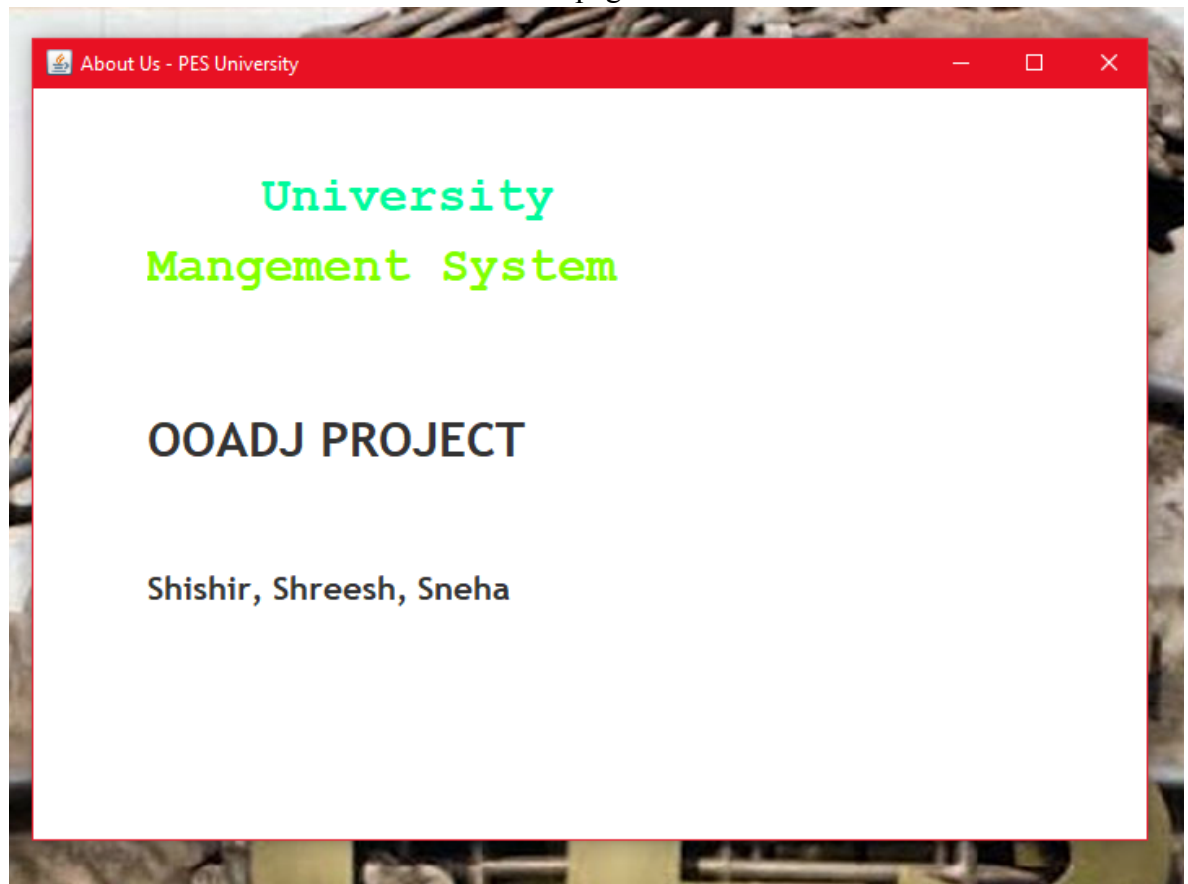 About Us - PES University
University
Mangement System
OOADJ PROJECT
Shishir, Shreesh, Sneha